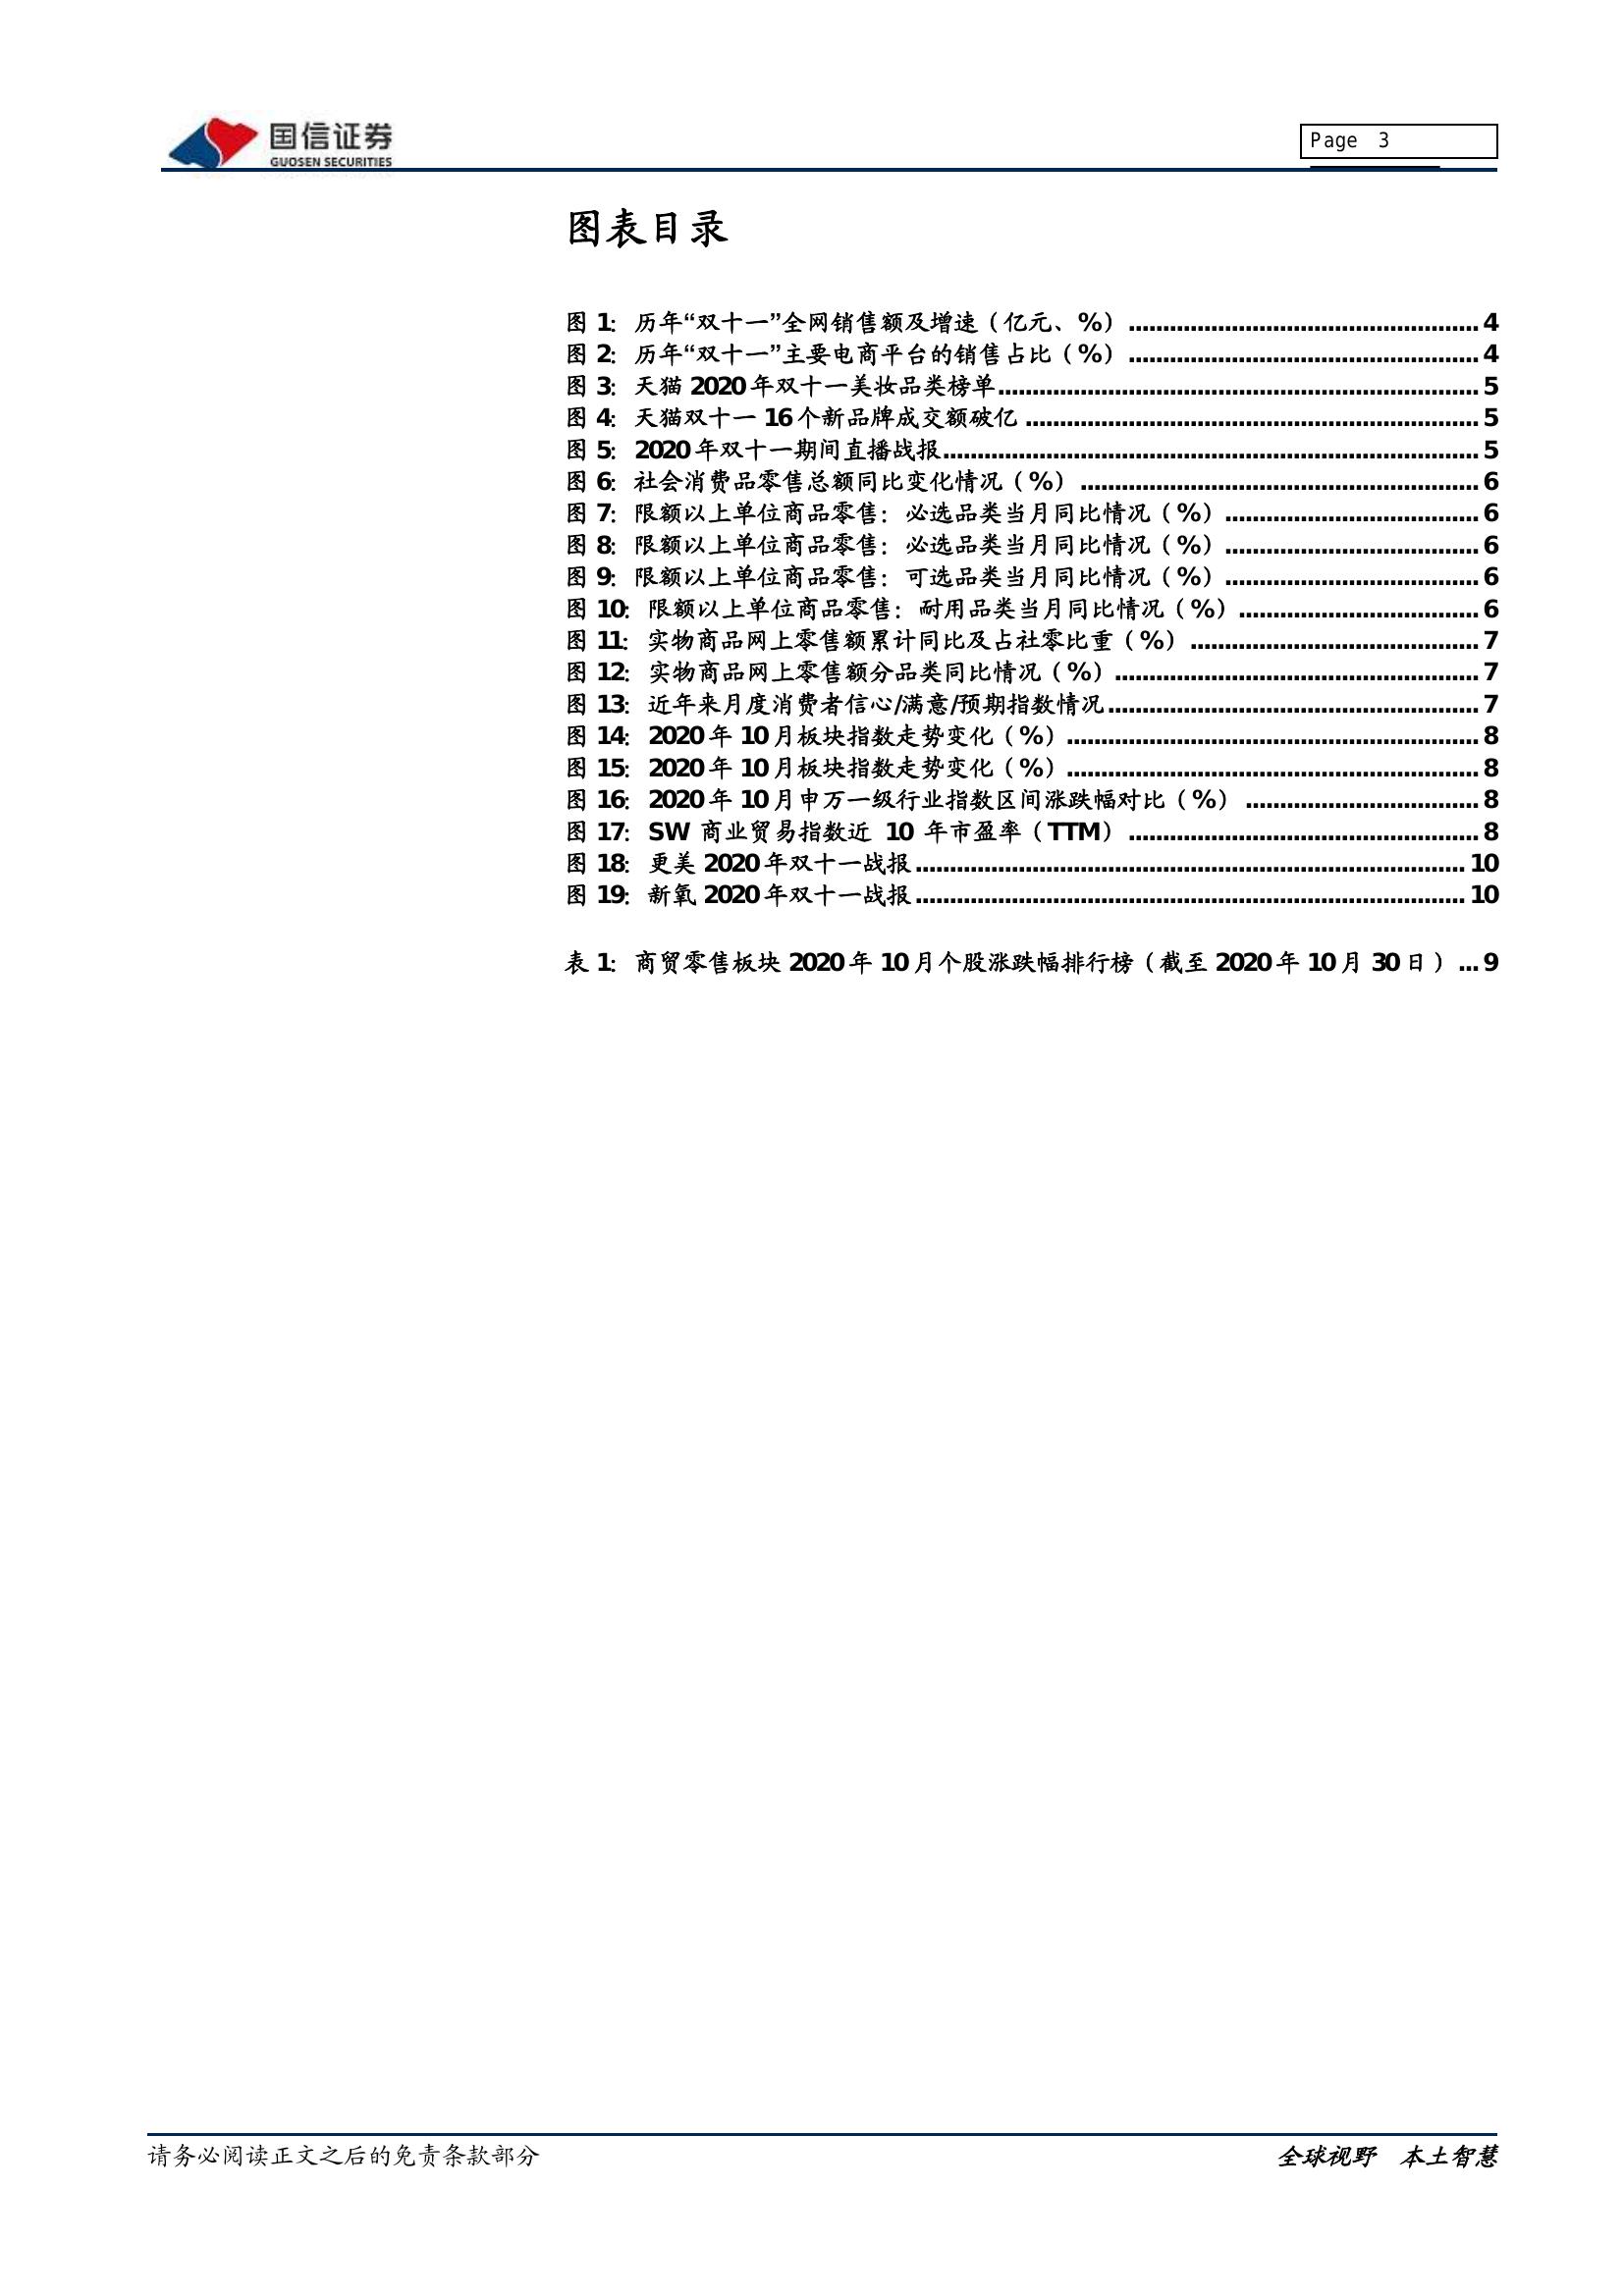 国信证券
GUOSEN SECURITIES
Page 3
图表目录
图 1：历年“双十一”全网销售额及增速（亿元、%）......4
图 2：历年“双十一”主要电商平台的销售占比（%）......4
图 3：天猫 2020 年双十一美妆品类榜单......5
图 4：天猫双十一 16 个新品牌成交额破亿......5
图 5：2020 年双十一期间直播战报......5
图 6：社会消费品零售总额同比变化情况（%）......6
图 7：限额以上单位商品零售：必选品类当月同比情况（%）......6
图 8：限额以上单位商品零售：必选品类当月同比情况（%）......6
图 9：限额以上单位商品零售：可选品类当月同比情况（%）......6
图 10：限额以上单位商品零售：耐用品类当月同比情况（%）......6
图 11：实物商品网上零售额累计同比及占社零比重（%）......7
图 12：实物商品网上零售额分品类同比情况（%）......7
图 13：近年来月度消费者信心/满意/预期指数情况......7
图 14：2020 年 10 月板块指数走势变化（%）......8
图 15：2020 年 10 月板块指数走势变化（%）......8
图 16：2020 年 10 月申万一级行业指数区间涨跌幅对比（%）......8
图 17：SW 商业贸易指数近 10 年市盈率（TTM）......8
图 18：更美 2020 年双十一战报......10
图 19：新氧 2020 年双十一战报......10
表 1：商贸零售板块 2020 年 10 月个股涨跌幅排行榜（截至 2020 年 10 月 30 日）...9
请务必阅读正文之后的免责条款部分
全球视野 本土智慧